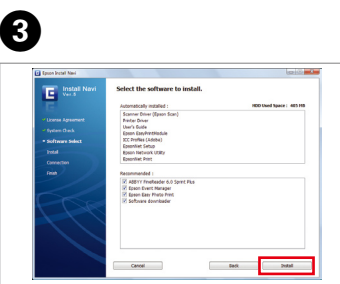 3
Epson Install Navi
Install Navi
Ver.8
Select the software to install.
Automatically installed :
HDD Used Space : 485 MB
Scanner Driver (Epson Scan)
Printer Driver
User's Guide
Epson EasyPrintModule
ICC Profiles (Adobe)
EpsonNet Setup
Epson Network Utility
EpsonNet Print
License Agreement
System Check
Software Select
Install
Connection
Finish
Recommended :
ABBYY FineReader 6.0 Sprint Plus
Epson Event Manager
Epson Easy Photo Print
Software downloader
Cancel
Back
Install